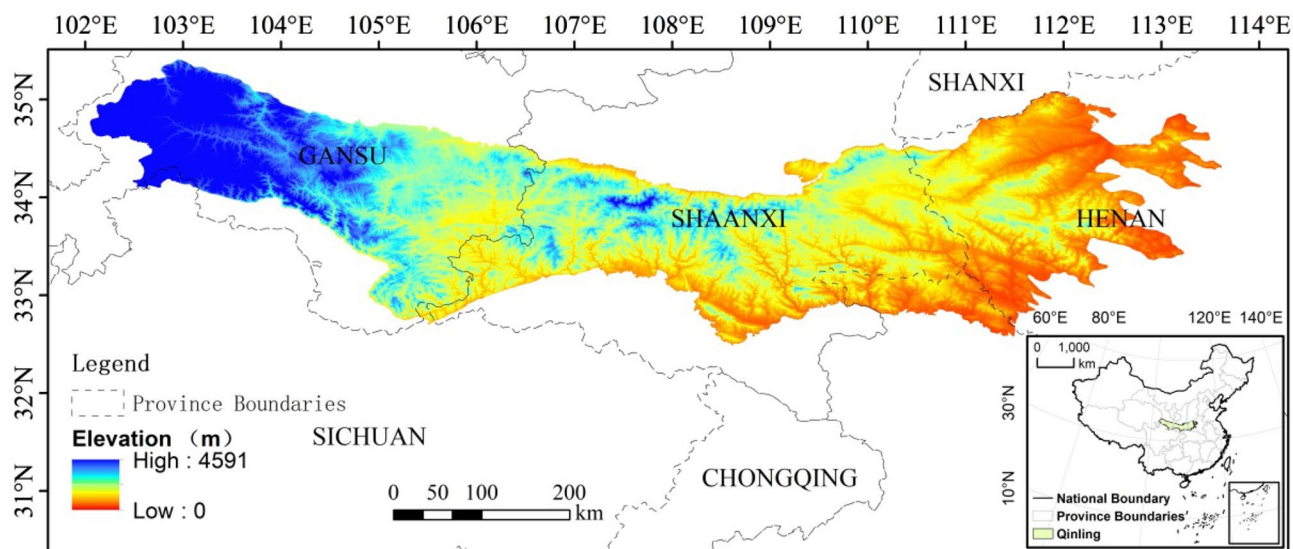 102°E 103°E 104°E 105°E 106°E 107°E 108°E 109°E 110°E 111°E 112°E 113°E 114°E
35°N
34°N
33°N
32°N
31°N
SHANXI
GANSU
SHAANXI
HENAN
SICHUAN
CHONGQING
Legend
Province Boundaries
Elevation (m)
High : 4591
Low : 0
0 50 100 200
km
60°E 80°E 120°E 140°E
0 1,000
km
30°N
10°N
National Boundary
Province Boundaries
Qinling